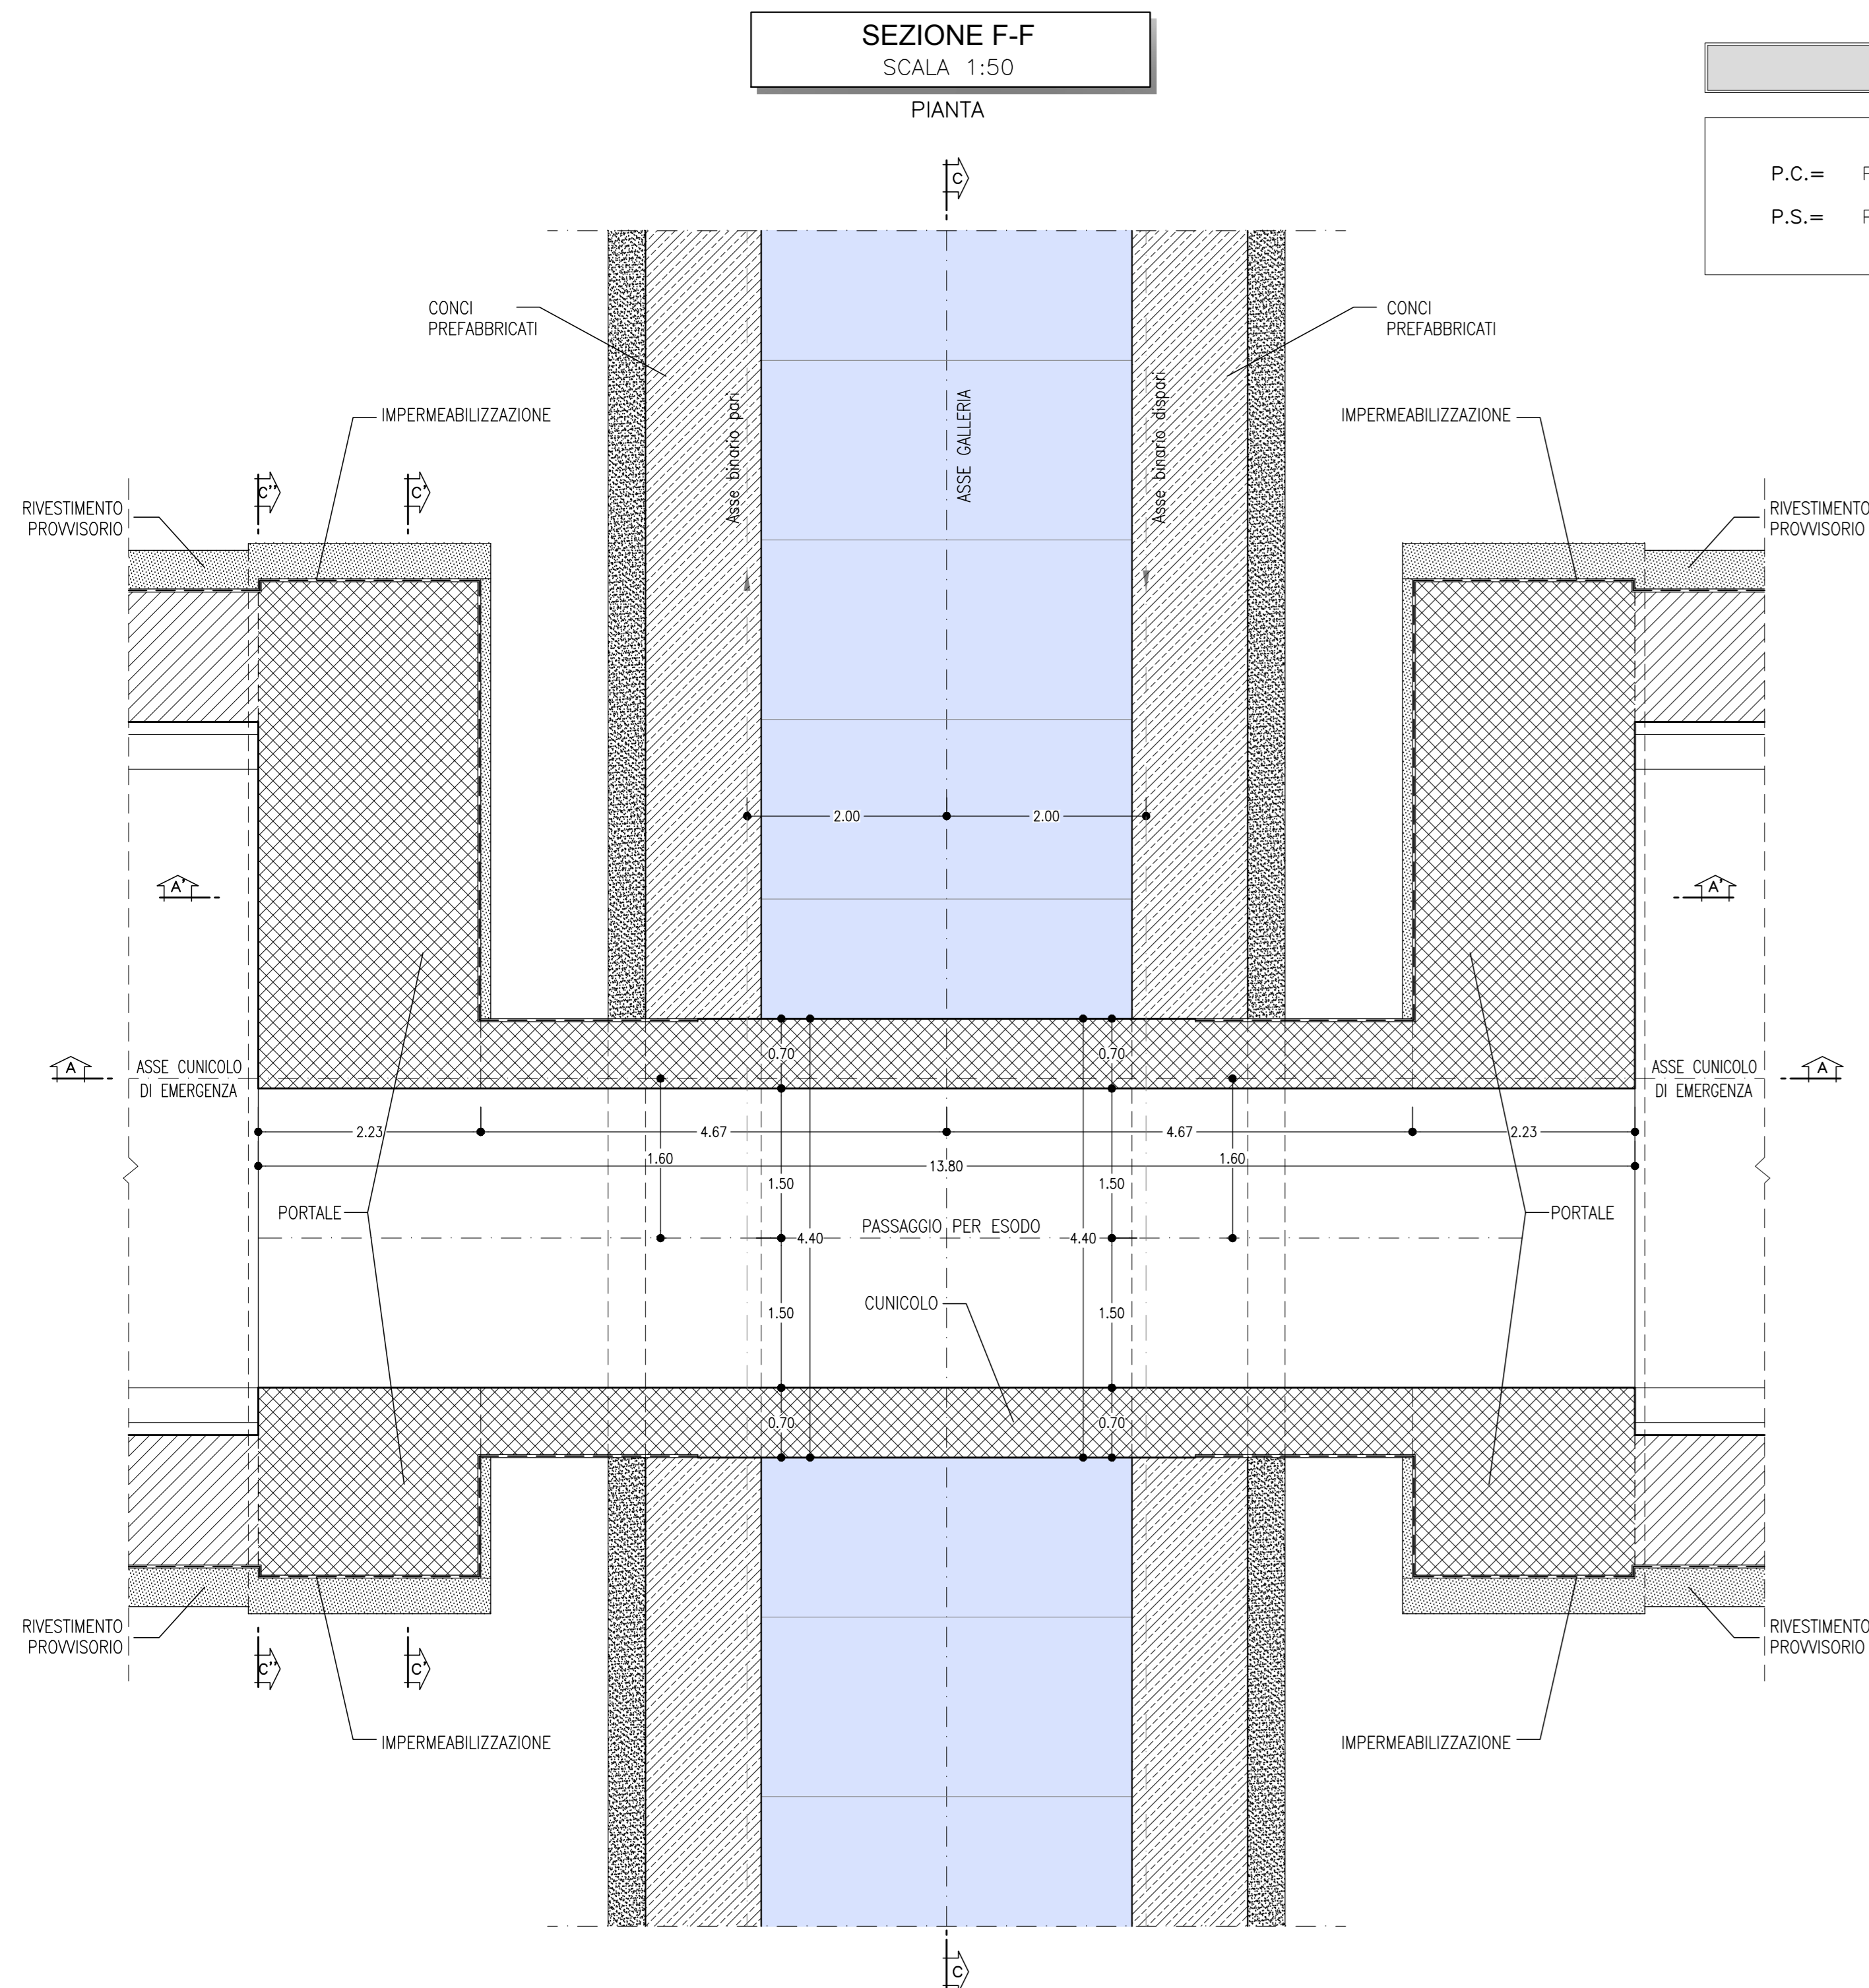 SEZIONE F-F
SCALA 1:50
PIANTA
P.C.=
P.S.=
C
CONCI
PREFABBRICATI
CONCI
PREFABBRICATI
IMPERMEABILIZZAZIONE
IMPERMEABILIZZAZIONE
Asse binario pari
ASSE GALLERIA
Asse binario dispari
C''
C'
RIVESTIMENTO
PROVVISORIO
RIVESTIMENTO
PROVVISORIO
2.00
2.00
A'
A'
0.70
0.70
A
ASSE CUNICOLO
DI EMERGENZA
ASSE CUNICOLO
DI EMERGENZA
A
2.23
4.67
4.67
2.23
1.60
13.80
1.60
1.50
1.50
PORTALE
PASSAGGIO PER ESODO
PORTALE
4.40
4.40
CUNICOLO
1.50
1.50
0.70
0.70
RIVESTIMENTO
PROVVISORIO
RIVESTIMENTO
PROVVISORIO
C''
C'
IMPERMEABILIZZAZIONE
IMPERMEABILIZZAZIONE
C